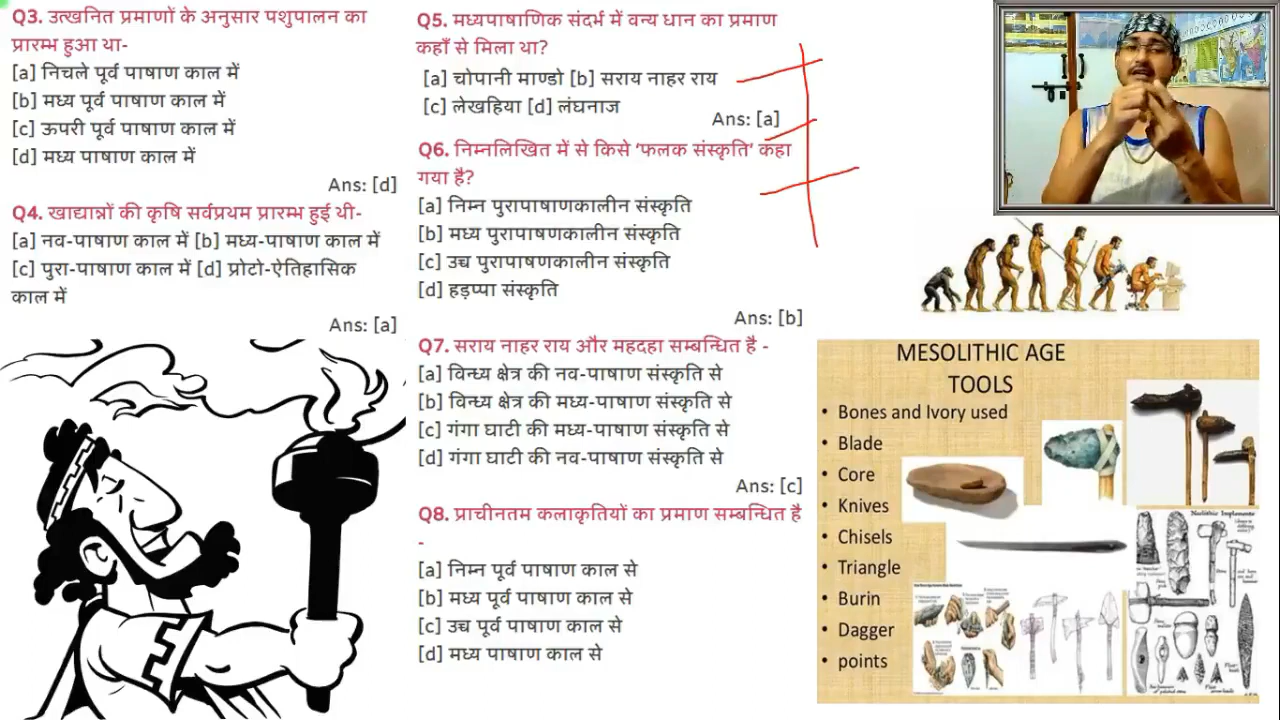 Q3. उत्खनित प्रमाणों के अनुसार पशुपालन का
प्रारम्भ हुआ था-
[a] निचले पूर्व पाषाण काल में
[b] मध्य पूर्व पाषाण काल में
[c] ऊपरी पूर्व पाषाण काल में
[d] मध्य पाषाण काल में
Ans: [d]
Q4. खाद्यान्नों की कृषि सर्वप्रथम प्रारम्भ हुई थी-
[a] नव-पाषाण काल में [b] मध्य-पाषाण काल में
[c] पुरा-पाषाण काल में [d] प्रोटो-ऐतिहासिक
काल में
Ans: [a]
Q5. मध्यपाषाणिक संदर्भ में वन्य धान का प्रमाण
कहाँ से मिला था?
[a] चोपानी माण्डो [b] सराय नाहर राय
[c] लेखहिया [d] लंघनाज
Ans: [a]
Q6. निम्नलिखित में से किसे ‘फलक संस्कृति’ कहा
गया है?
[a] निम्न पुरापाषाणकालीन संस्कृति
[b] मध्य पुरापाषणकालीन संस्कृति
[c] उच्च पुरापाषणकालीन संस्कृति
[d] हड़प्पा संस्कृति
Ans: [b]
Q7. सराय नाहर राय और महदहा सम्बन्धित है -
[a] विन्ध्य क्षेत्र की नव-पाषाण संस्कृति से
[b] विन्ध्य क्षेत्र की मध्य-पाषाण संस्कृति से
[c] गंगा घाटी की मध्य-पाषाण संस्कृति से
[d] गंगा घाटी की नव-पाषाण संस्कृति से
Ans: [c]
Q8. प्राचीनतम कलाकृतियों का प्रमाण सम्बन्धित है
-
[a] निम्न पूर्व पाषाण काल से
[b] मध्य पूर्व पाषाण काल से
[c] उच्च पूर्व पाषाण काल से
[d] मध्य पाषाण काल से
MESOLITHIC AGE
TOOLS
• Bones and Ivory used
• Blade
• Core
• Knives
• Chisels
• Triangle
• Burin
• Dagger
• points
Neolithic Implements